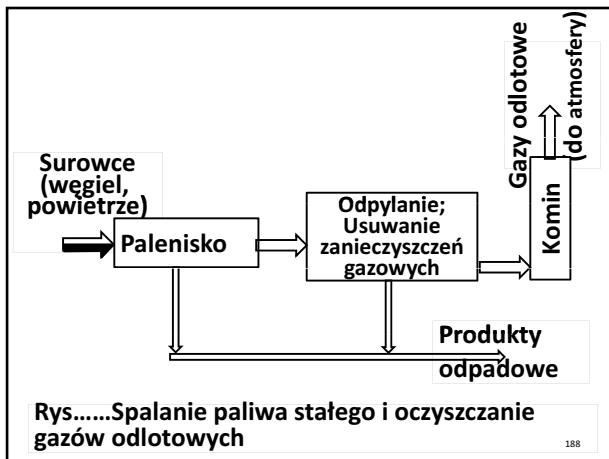 Surowce
(węgiel,
powietrze)
Palenisko
Odpylanie;
Usuwanie
zanieczyszczeń
gazowych
Komin
Gazy odlotowe
(do atmosfery)
Produkty
odpadowe
Rys......Spalanie paliwa stałego i oczyszczanie
gazów odlotowych
188